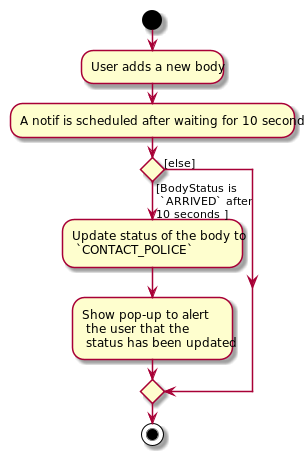 User adds a new body
A notif is scheduled after waiting for 10 second
[else]
[BodyStatus is
`ARRIVED` after
10 seconds ]
Update status of the body to
`CONTACT_POLICE`
Show pop-up to alert
the user that the
status has been updated